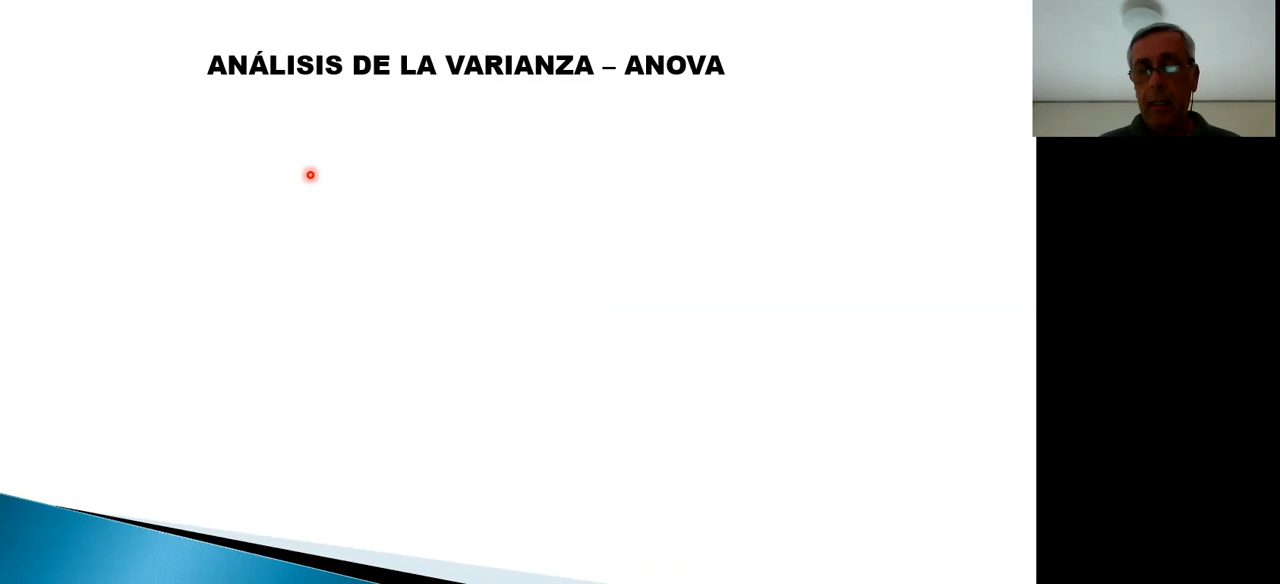 ANÁLISIS DE LA VARIANZA – ANOVA